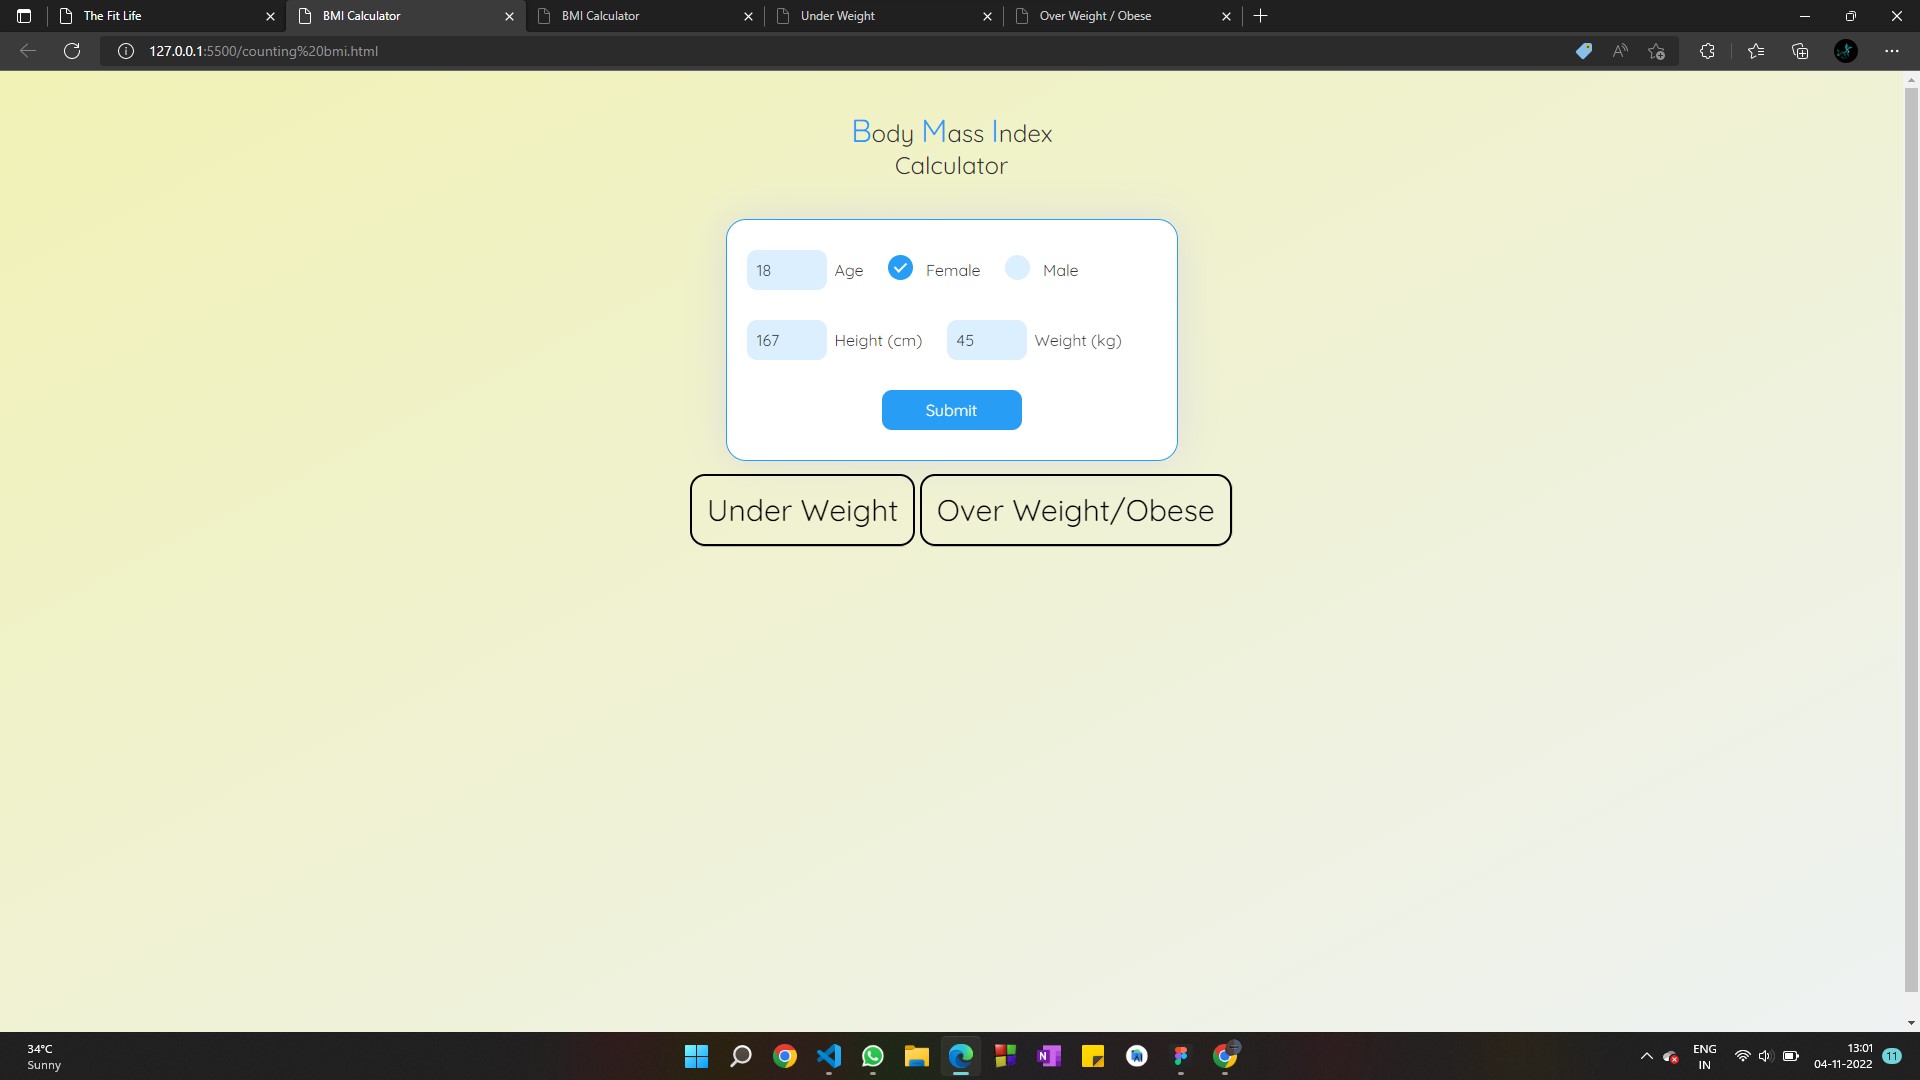 The Fit Life
BMI Calculator
BMI Calculator
Under Weight
Over Weight / Obese
127.0.0.1:5500/counting%20bmi.html
Body Mass Index
Calculator
18 Age Female Male
167 Height (cm) 45 Weight (kg)
Submit
Under Weight Over Weight/Obese
34°C
Sunny
ENG
IN
13:01
04-11-2022
11